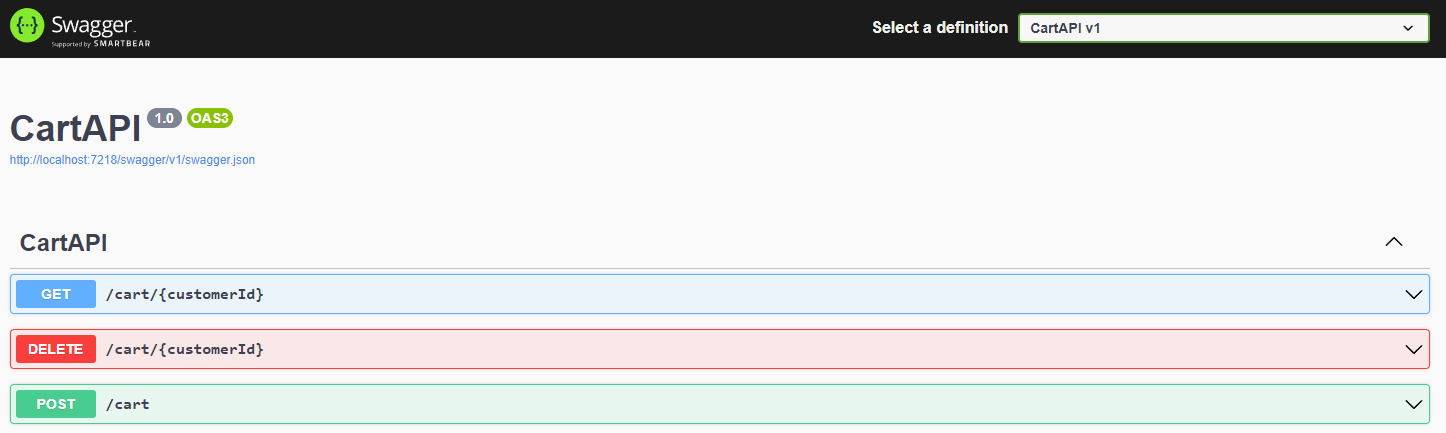 Swagger
Supported by SMARTBEAR
Select a definition
CartAPI v1
CartAPI 1.0 OAS3
http://localhost:7218/swagger/v1/swagger.json
CartAPI
GET /cart/{customerId}
DELETE /cart/{customerId}
POST /cart